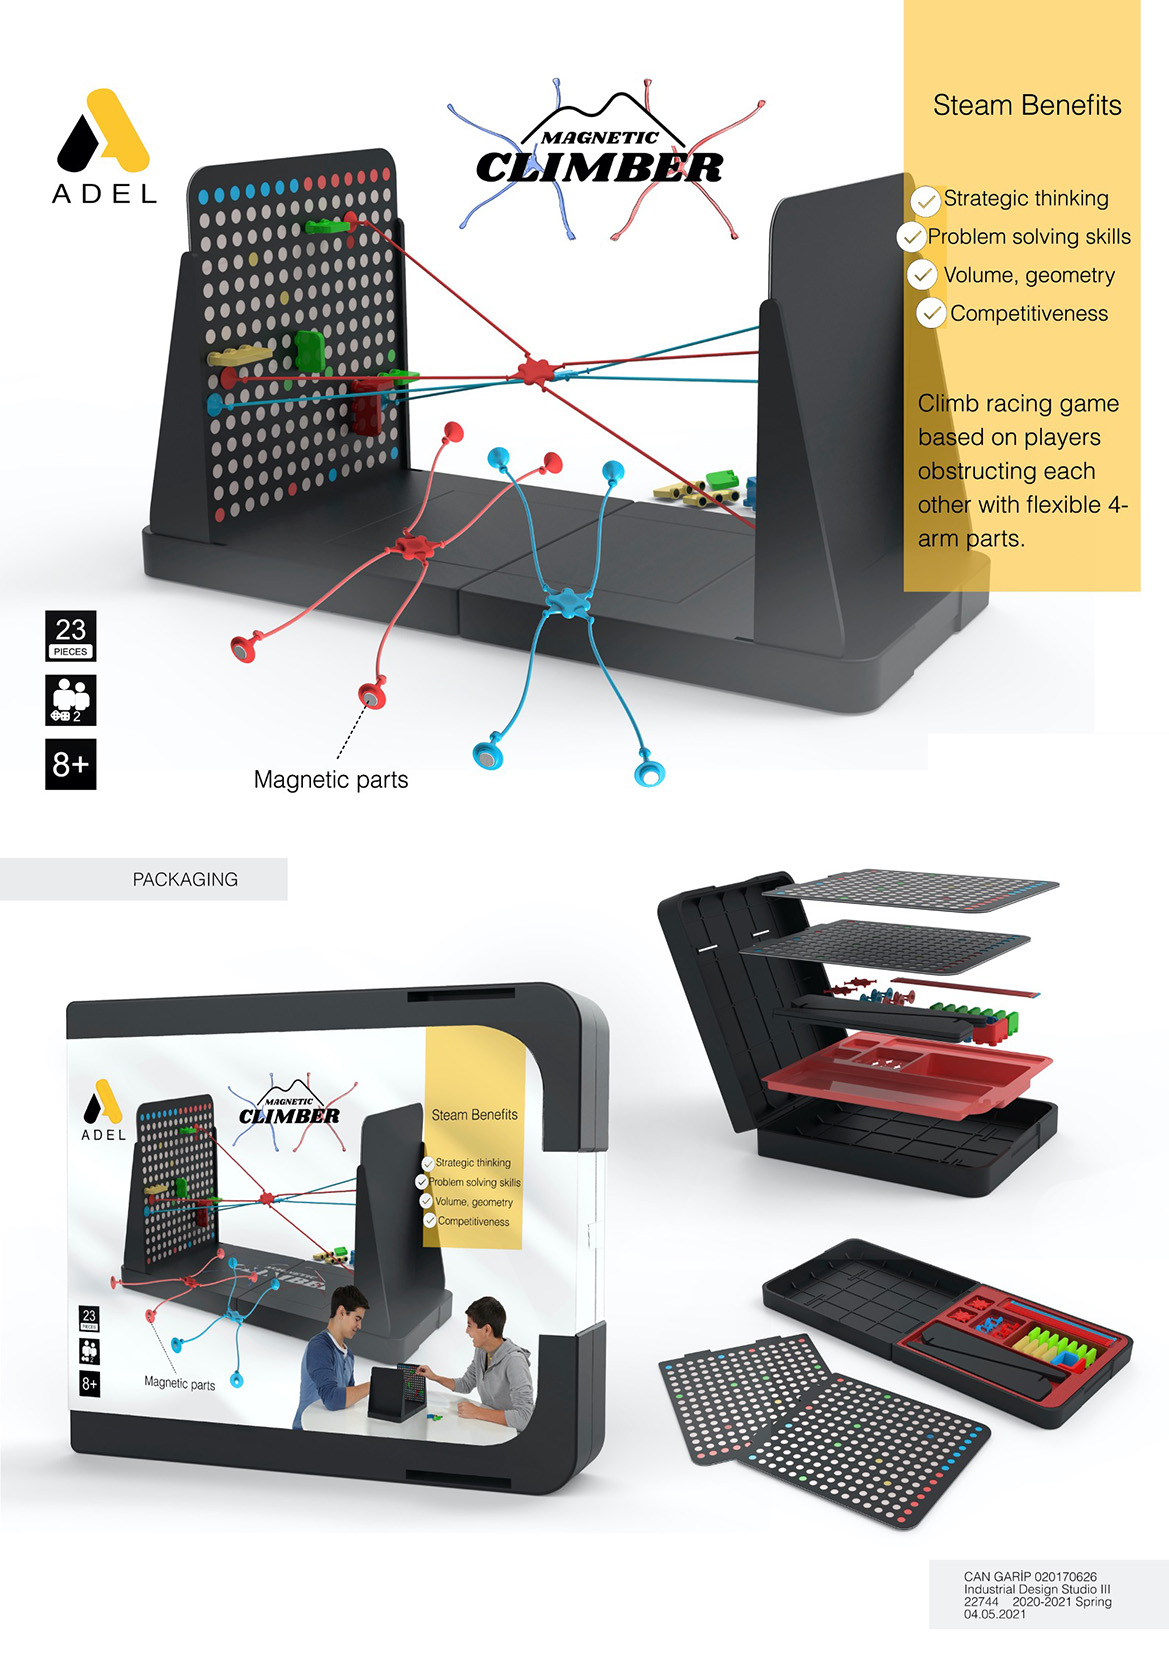 ADEL
MAGNETIC
CLIMBER
Steam Benefits
Strategic thinking
Problem solving skills
Volume, geometry
Competitiveness
Climb racing game
based on players
obstructing each
other with flexible 4-
arm parts.
23
PIECES
2
8+
Magnetic parts
PACKAGING
ADEL
MAGNETIC
CLIMBER
Steam Benefits
Strategic thinking
Problem solving skills
Volume, geometry
Competitiveness
23
PIECES
2
8+
Magnetic parts
CAN GARİP 020170626
Industrial Design Studio III
22744 2020-2021 Spring
04.05.2021